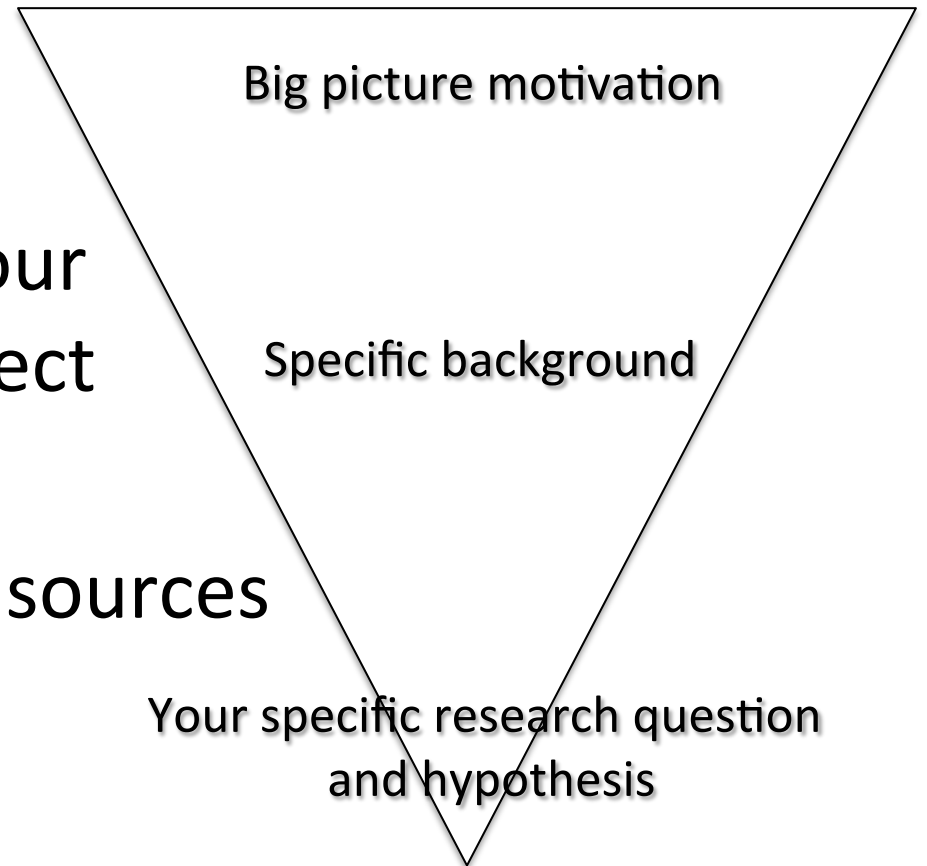 Big picture motivation
our
ect
Specific background
sources
Your specific research question
and hypothesis